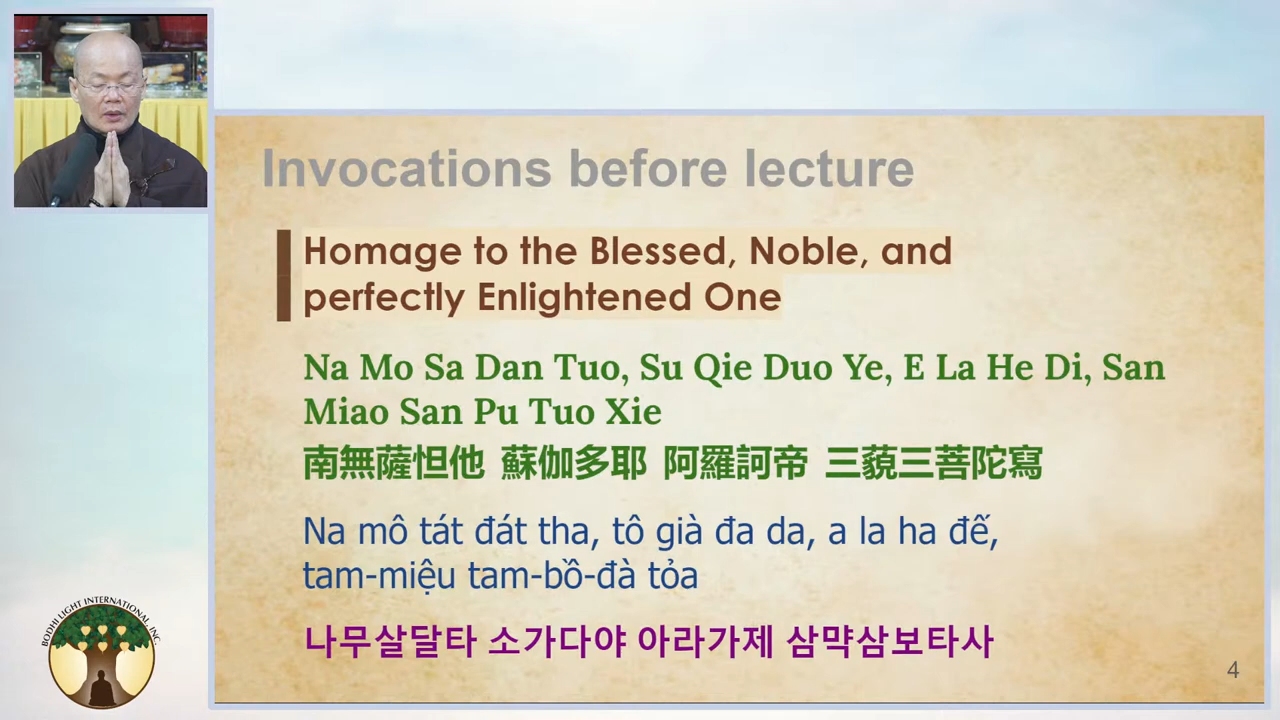 Invocations before lecture
Homage to the Blessed, Noble, and
perfectly Enlightened One
Na Mo Sa Dan Tuo, Su Qie Duo Ye, E La He Di, San
Miao San Pu Tuo Xie
南無薩怛他 蘇伽多耶 阿羅訶帝 三藐三菩陀寫
Na mô tát đát tha, tô già đa da, a la ha đế,
tam-miệu tam-bồ-đà tỏa
나무살달타 소가다야 아라가제 삼먁삼보타사
4
BODHI LIGHT INTERNATIONAL, INC.